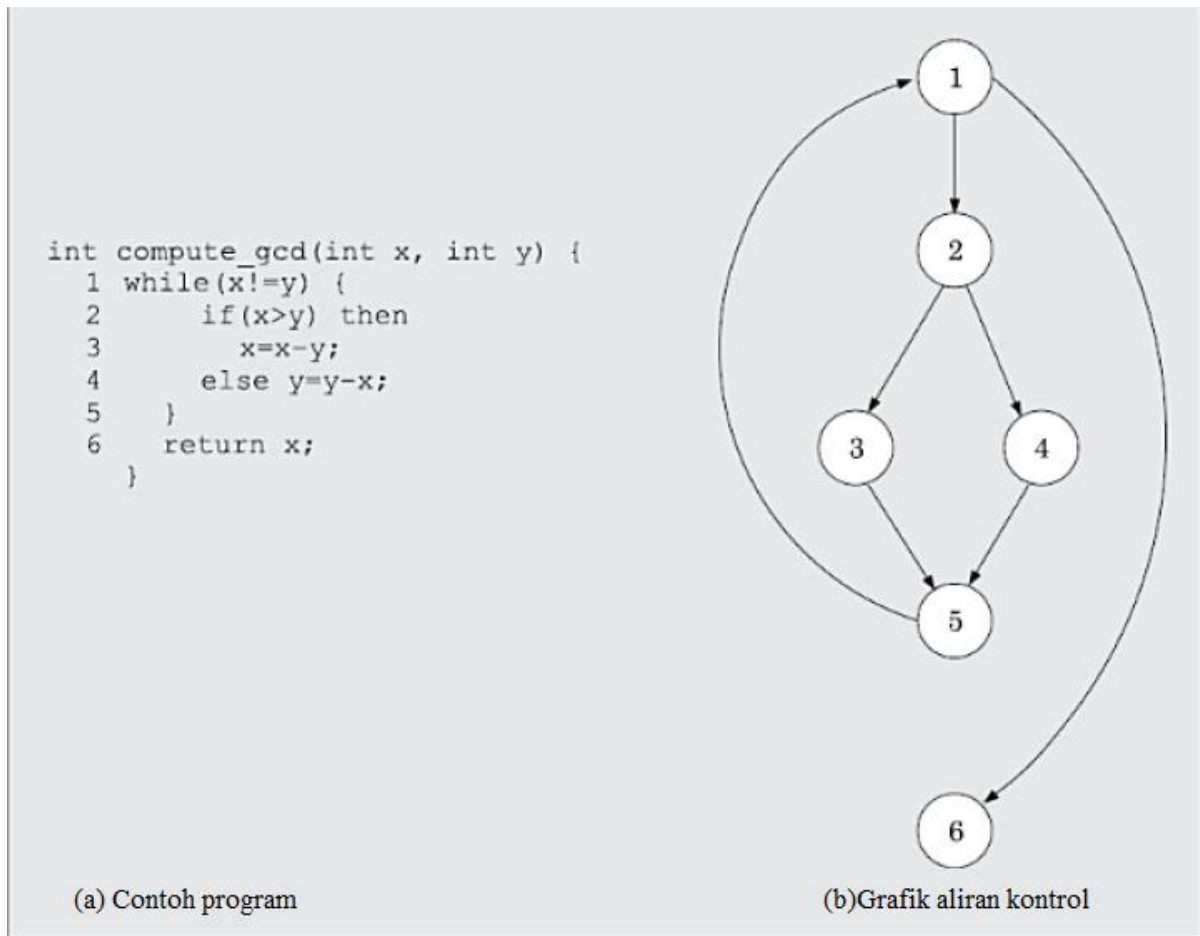 int compute_gcd(int x, int y) {
1 while(x!=y) {
2 if(x>y) then
3 x=x-y;
4 else y=y-x;
5 }
6 return x;
}
1
2
3 4
5
6
(a) Contoh program (b)Grafik aliran kontrol